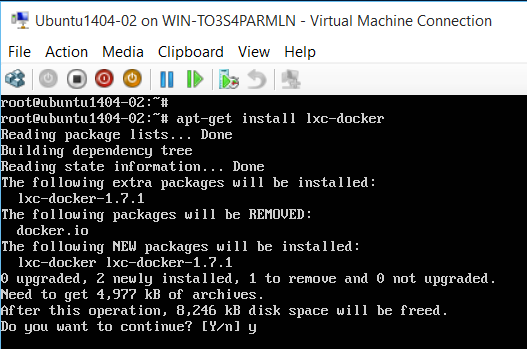 Ubuntu1404-02 on WIN-TO3S4PARMLN - Virtual Machine Connection
File Action Media Clipboard View Help
root@ubuntu1404-02:~#
root@ubuntu1404-02:~# apt-get install lxc-docker
Reading package lists... Done
Building dependency tree
Reading state information... Done
The following extra packages will be installed:
  lxc-docker-1.7.1
The following packages will be REMOVED:
  docker.io
The following NEW packages will be installed:
  lxc-docker lxc-docker-1.7.1
0 upgraded, 2 newly installed, 1 to remove and 0 not upgraded.
Need to get 4,977 kB of archives.
After this operation, 8,246 kB disk space will be freed.
Do you want to continue? [Y/n] y